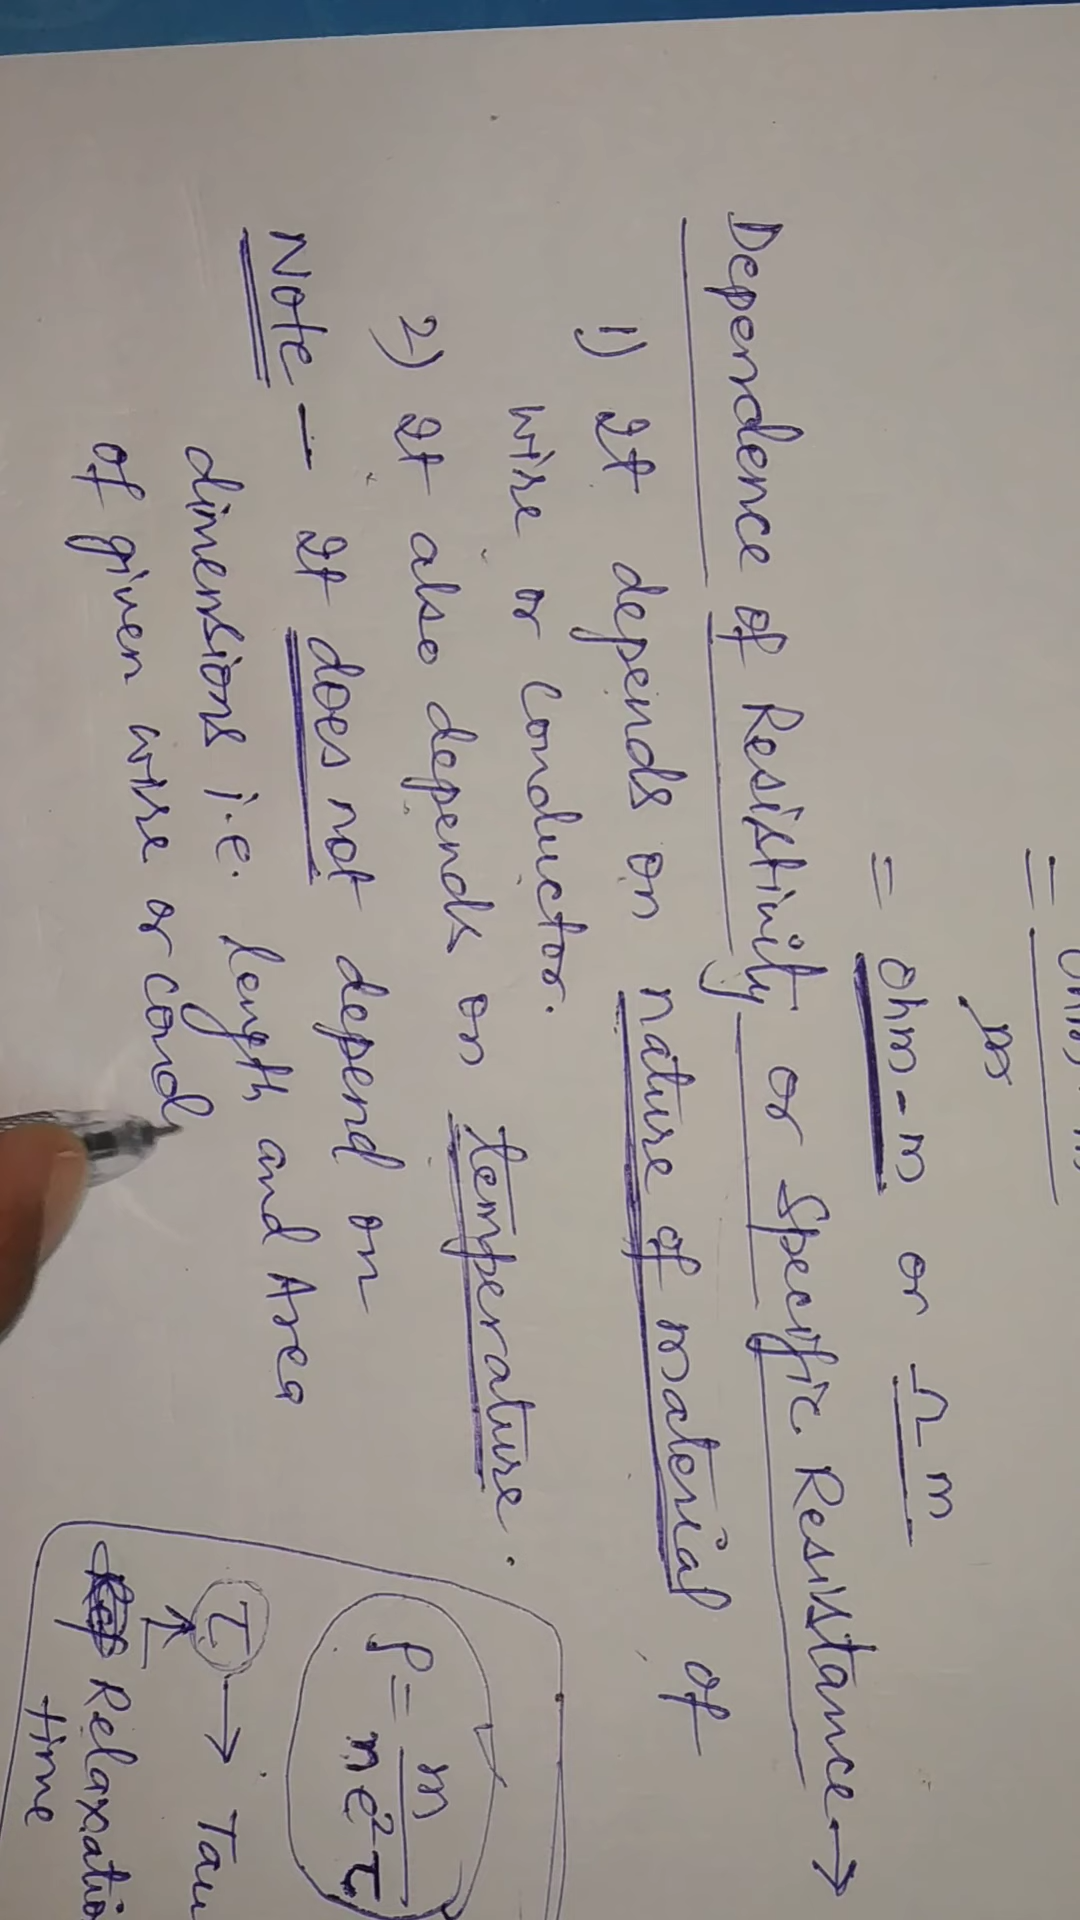 =
m
= ohm-m or Ω m
Dependence of Resistivity or Specific Resistance →
1) It depends on nature of material of
wire or conductor.
2) It also depends on temperature.
Note - It does not depend on
dimensions i.e. length and Area
of given wire or cond
ρ = m
ne²τ
τ → Tau
Relaxatio
time